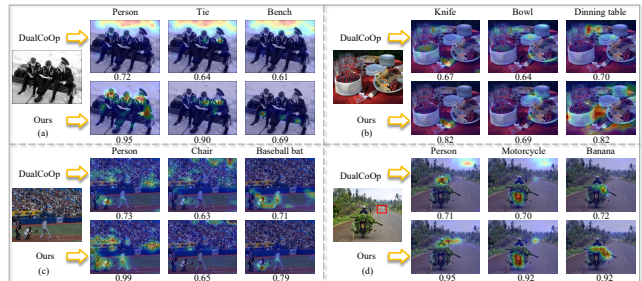 Person Tie Bench
DualCoOp
0.72 0.64 0.61
Ours
(a)
0.95 0.90 0.69
Knife Bowl Dinning table
DualCoOp
0.67 0.64 0.70
Ours
(b)
0.82 0.69 0.82
Person Chair Baseball bat
DualCoOp
0.73 0.63 0.71
Ours
(c)
0.99 0.65 0.79
Person Motorcycle Banana
DualCoOp
0.71 0.70 0.72
Ours
(d)
0.95 0.92 0.92